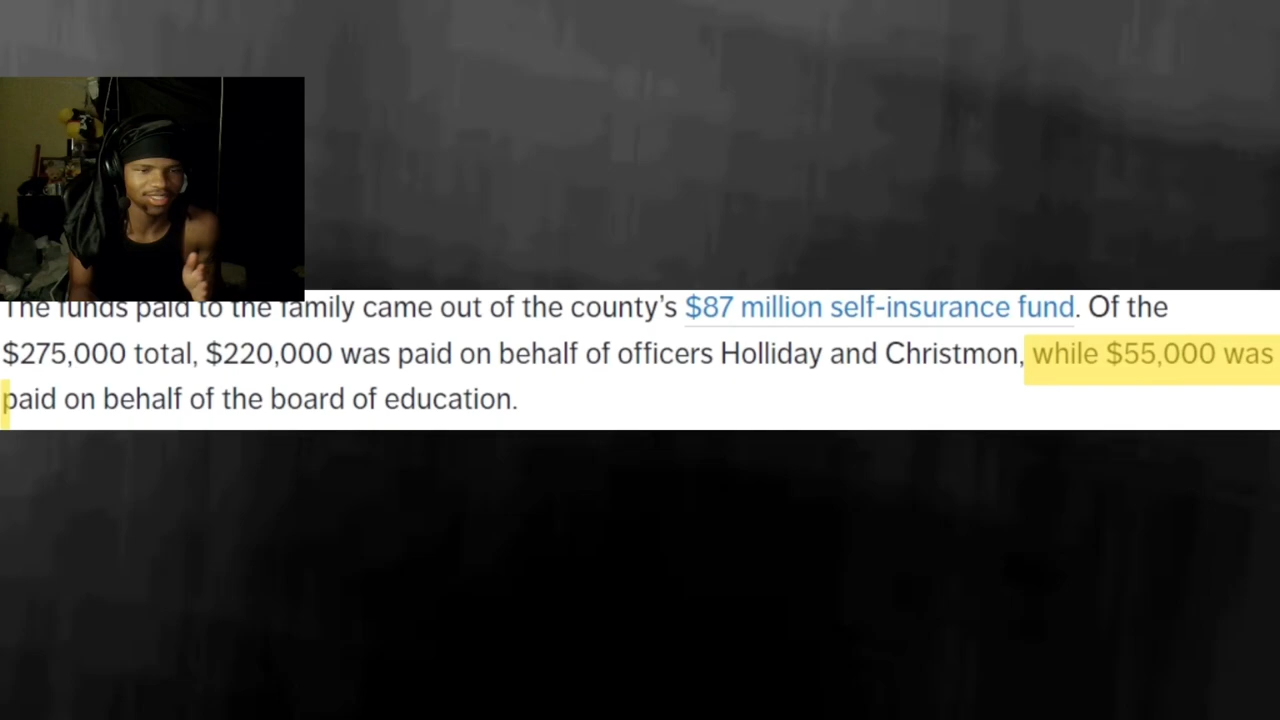 The funds paid to the family came out of the county’s $87 million self-insurance fund. Of the
$275,000 total, $220,000 was paid on behalf of officers Holliday and Christmon, while $55,000 was
paid on behalf of the board of education.